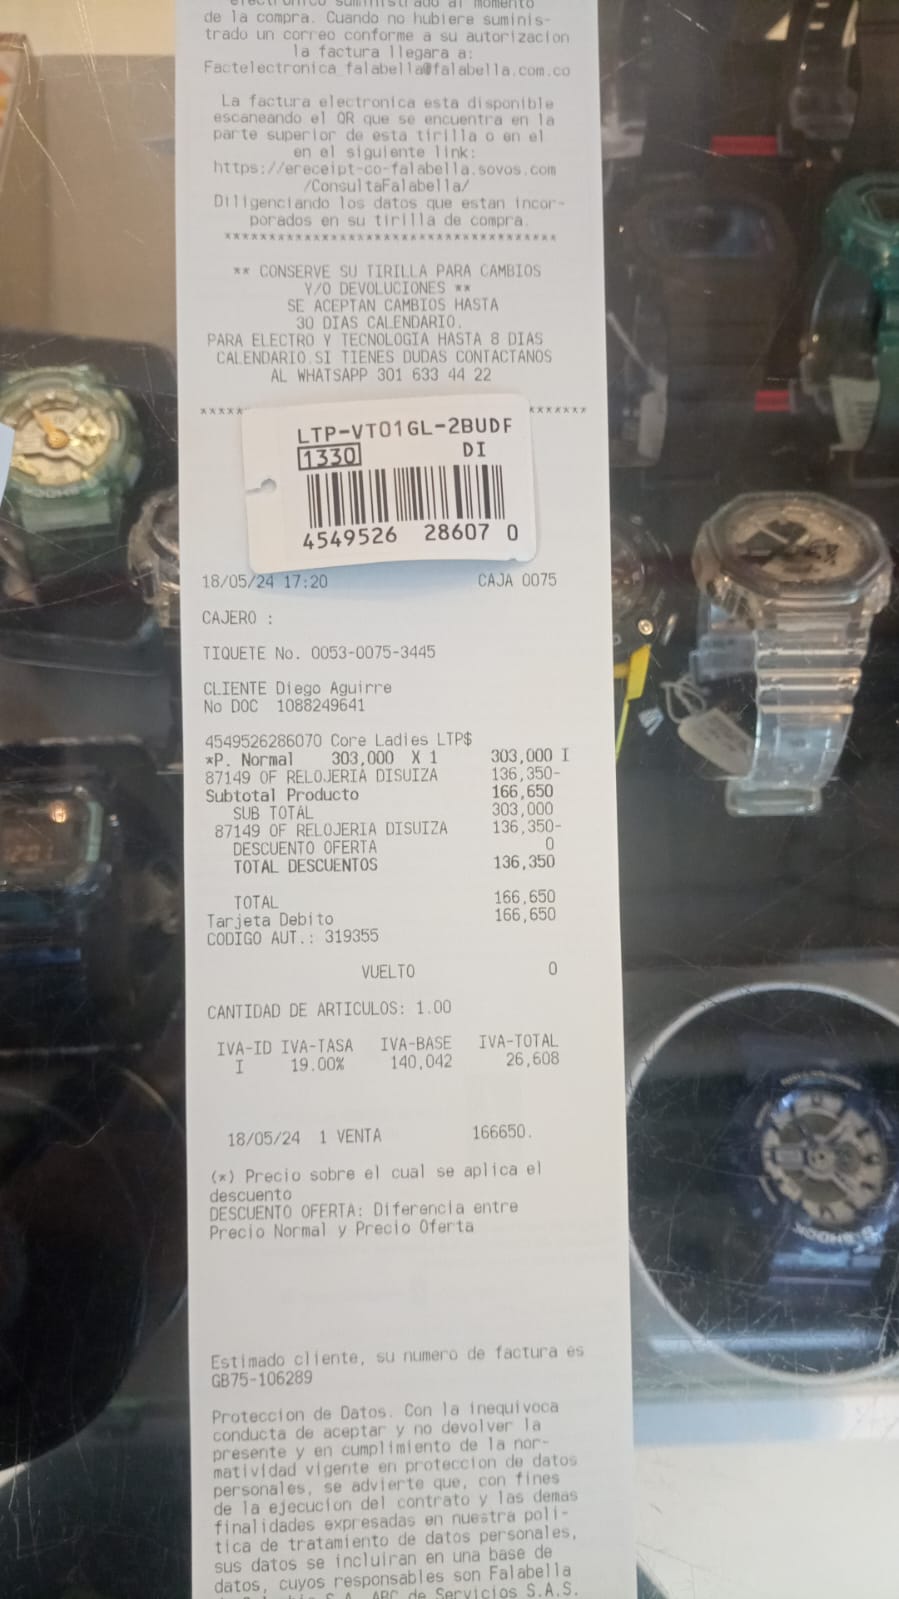 electronico suministrado al momento
de la compra. Cuando no hubiere suminis-
trado un correo conforme a su autorizacion
la factura llegara a:
Factelectronica_falabella@falabella.com.co
La factura electronica esta disponible
escaneando el QR que se encuentra en la
parte superior de esta tirilla o en el
en el siguiente link:
https://ereceipt-co-falabella.sovos.com
/ConsultaFalabella/
Diligenciando los datos que estan incor-
porados en su tirilla de compra.
**************************************
** CONSERVE SU TIRILLA PARA CAMBIOS
Y/O DEVOLUCIONES **
SE ACEPTAN CAMBIOS HASTA
30 DIAS CALENDARIO.
PARA ELECTRO Y TECNOLOGIA HASTA 8 DIAS
CALENDARIO.SI TIENES DUDAS CONTACTANOS
AL WHATSAPP 301 633 44 22
***** *******
LTP-VT01GL-2BUDF
1330 DI
4549526 28607 0
18/05/24 17:20 CAJA 0075
CAJERO :
TIQUETE No. 0053-0075-3445
CLIENTE Diego Aguirre
No DOC 1088249641
4549526286070 Core Ladies LTP$
*P. Normal 303,000 X 1 303,000 I
87149 OF RELOJERIA DISUIZA 136,350-
Subtotal Producto 166,650
SUB TOTAL 303,000
87149 OF RELOJERIA DISUIZA 136,350-
DESCUENTO OFERTA 0
TOTAL DESCUENTOS 136,350
TOTAL 166,650
Tarjeta Debito 166,650
CODIGO AUT.: 319355
VUELTO 0
CANTIDAD DE ARTICULOS: 1.00
IVA-ID IVA-TASA IVA-BASE IVA-TOTAL
I 19.00% 140,042 26,608
18/05/24 1 VENTA 166650.
(*) Precio sobre el cual se aplica el
descuento
DESCUENTO OFERTA: Diferencia entre
Precio Normal y Precio Oferta
Estimado cliente, su numero de factura es
GB75-106289
Proteccion de Datos. Con la inequivoca
conducta de aceptar y no devolver la
presente y en cumplimiento de la nor-
matividad vigente en proteccion de datos
personales, se advierte que, con fines
de la ejecucion del contrato y las demas
finalidades expresadas en nuestra poli-
tica de tratamiento de datos personales,
sus datos se incluiran en una base de
datos, cuyos responsables son Falabella
de Servicios S.A.S.